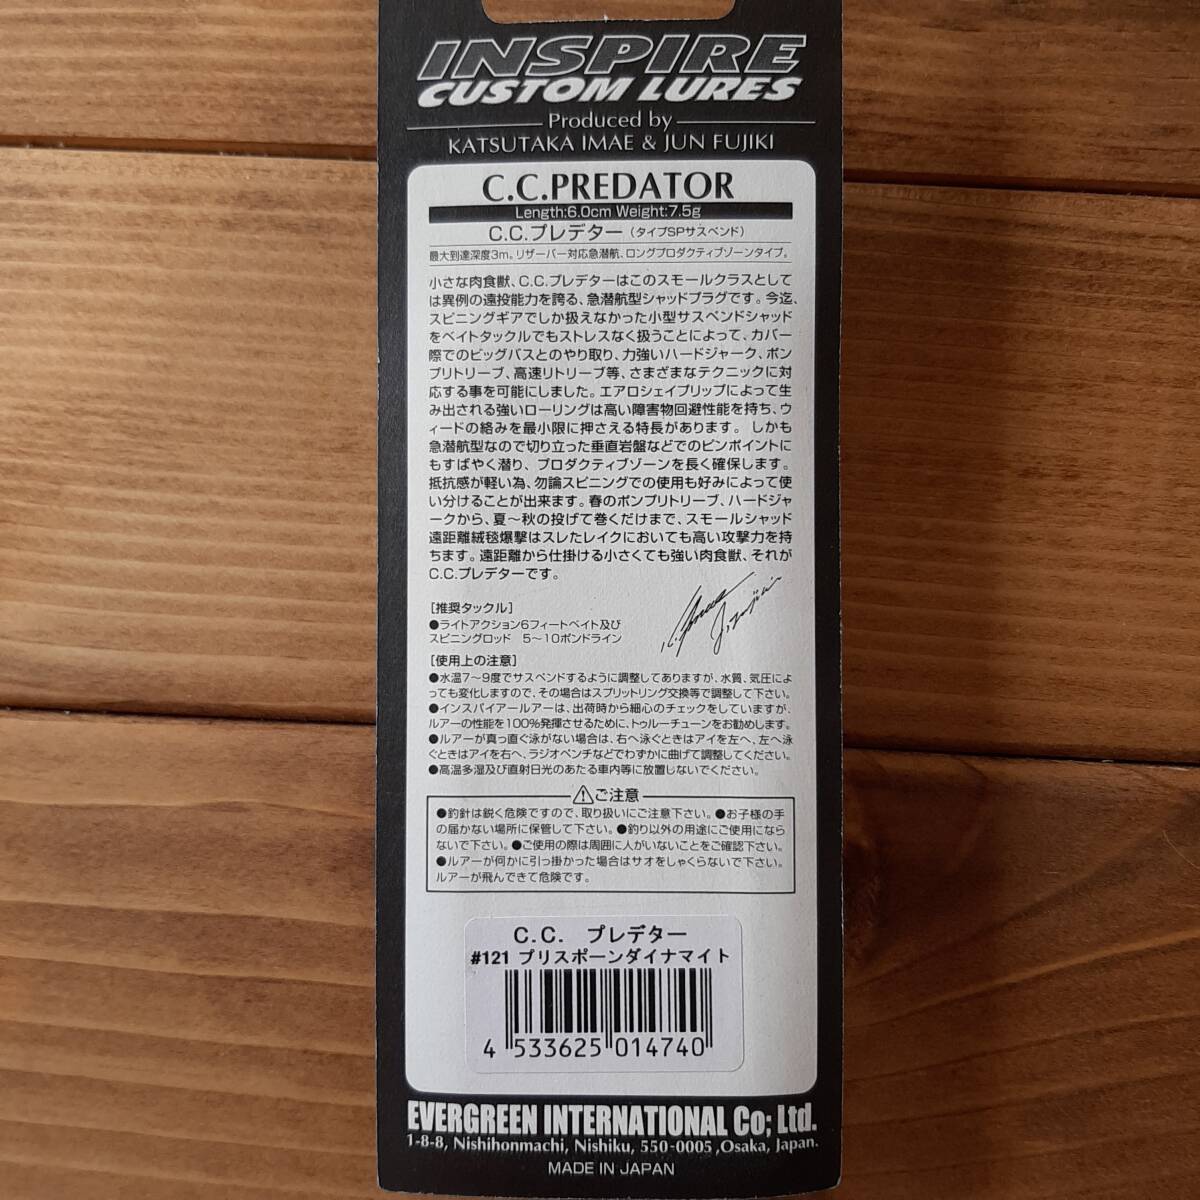 INSPIRE
CUSTOM LURES
Produced by
KATSUTAKA IMAE & JUN FUJIKI
C.C.PREDATOR
Length:6.0cm Weight:7.5g
C.C.プレデター（タイプSPサスペンド）
最大到達深度3m。リザーバー対応急潜航、ロングプロダクティブゾーンタイプ。
小さな肉食獣、C.C.プレデターはこのスモールクラスとして
は異例の遠投能力を誇る、急潜航型シャッドプラグです。今迄、
スピニングギアでしか扱えなかった小型サスペンドシャッド
をベイトタックルでもストレスなく扱うことによって、カバー
際でのビッグバスとのやり取り、力強いハードジャーク、ポン
プリトリーブ、高速リトリーブ等、さまざまなテクニックに対
応する事を可能にしました。エアロシェイプリップによって生
み出される強いローリングは高い障害物回避性能を持ち、ウ
ィードの絡みを最小限に押さえる特長があります。しかも
急潜航型なので切り立った垂直岩盤などでのピンポイントに
もすばやく潜り、プロダクティブゾーンを長く確保します。
抵抗感が軽い為、勿論スピニングでの使用も好みによって使
い分けることが出来ます。春のポンプリトリーブ、ハードジャ
ークから、夏〜秋の投げて巻くだけまで、スモールシャッド
遠距離絨毯爆撃はスレたレイクにおいても高い攻撃力を持
ちます。遠距離から仕掛ける小さくても強い肉食獣、それが
C.C.プレデターです。
［推奨タックル］
●ライトアクション6フィートベイト及び
スピニングロッド 5〜10ポンドライン
［使用上の注意］
●水温7〜9度でサスペンドするように調整してありますが、水質、気圧によ
っても変化しますので、その場合はスプリットリング交換等で調整して下さい。
●インスパイアールアーは、出荷時から細心のチェックをしていますが、
ルアーの性能を100%発揮させるために、トゥルーチューンをお勧めします。
●ルアーが真っ直ぐ泳がない場合は、右へ泳ぐときはアイを左へ、左へ泳
ぐときはアイを右へ、ラジオペンチなどでわずかに曲げて調整してください。
●高温多湿及び直射日光のあたる車内等に放置しないでください。
⚠ご注意
●釣針は鋭く危険ですので、取り扱いにご注意下さい。●お子様の手
の届かない場所に保管して下さい。●釣り以外の用途にご使用になら
ないで下さい。●ご使用の際は周囲に人がいないことをご確認下さい。
●ルアーが何かに引っ掛かった場合はサオをしゃくらないで下さい。
ルアーが飛んできて危険です。
C.C. プレデター
#121 プリスポーンダイナマイト
4 533625 014740
EVERGREEN INTERNATIONAL Co; Ltd.
1-8-8, Nishihonmachi, Nishiku, 550-0005 ,Osaka, Japan.
MADE IN JAPAN